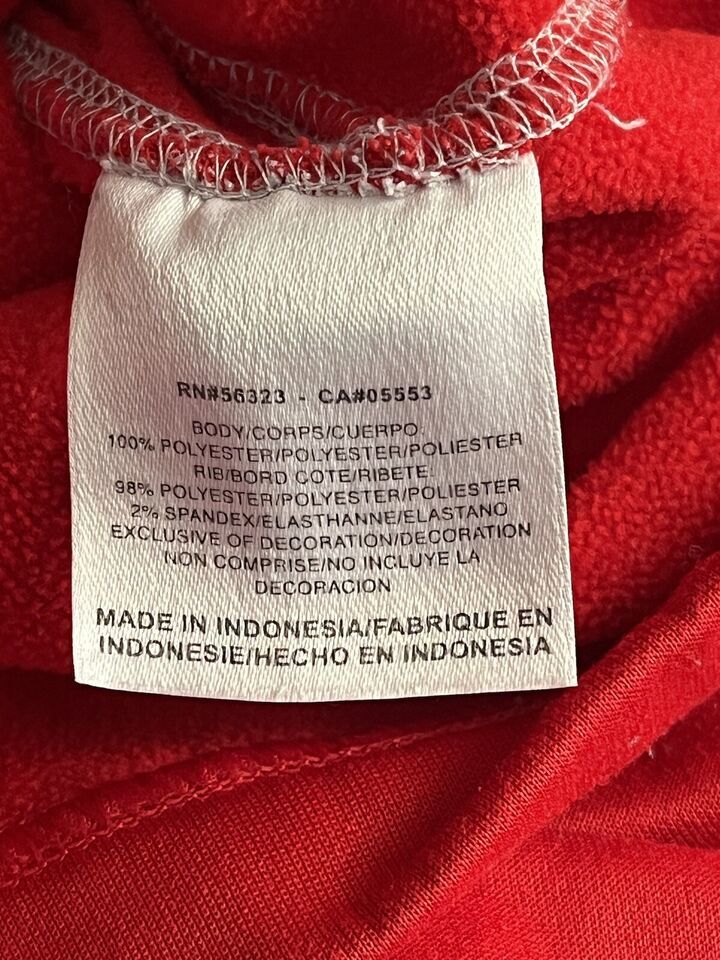 RN#56323 - CA#05553
BODY/CORPS/CUERPO
100% POLYESTER/POLYESTER/POLIESTER
RIB/BORD COTE/RIBETE
98% POLYESTER/POLYESTER/POLIESTER
2% SPANDEX/ELASTHANNE/ELASTANO
EXCLUSIVE OF DECORATION/DECORATION
NON COMPRISE/NO INCLUYE LA
DECORACION
MADE IN INDONESIA/FABRIQUE EN
INDONESIE/HECHO EN INDONESIA